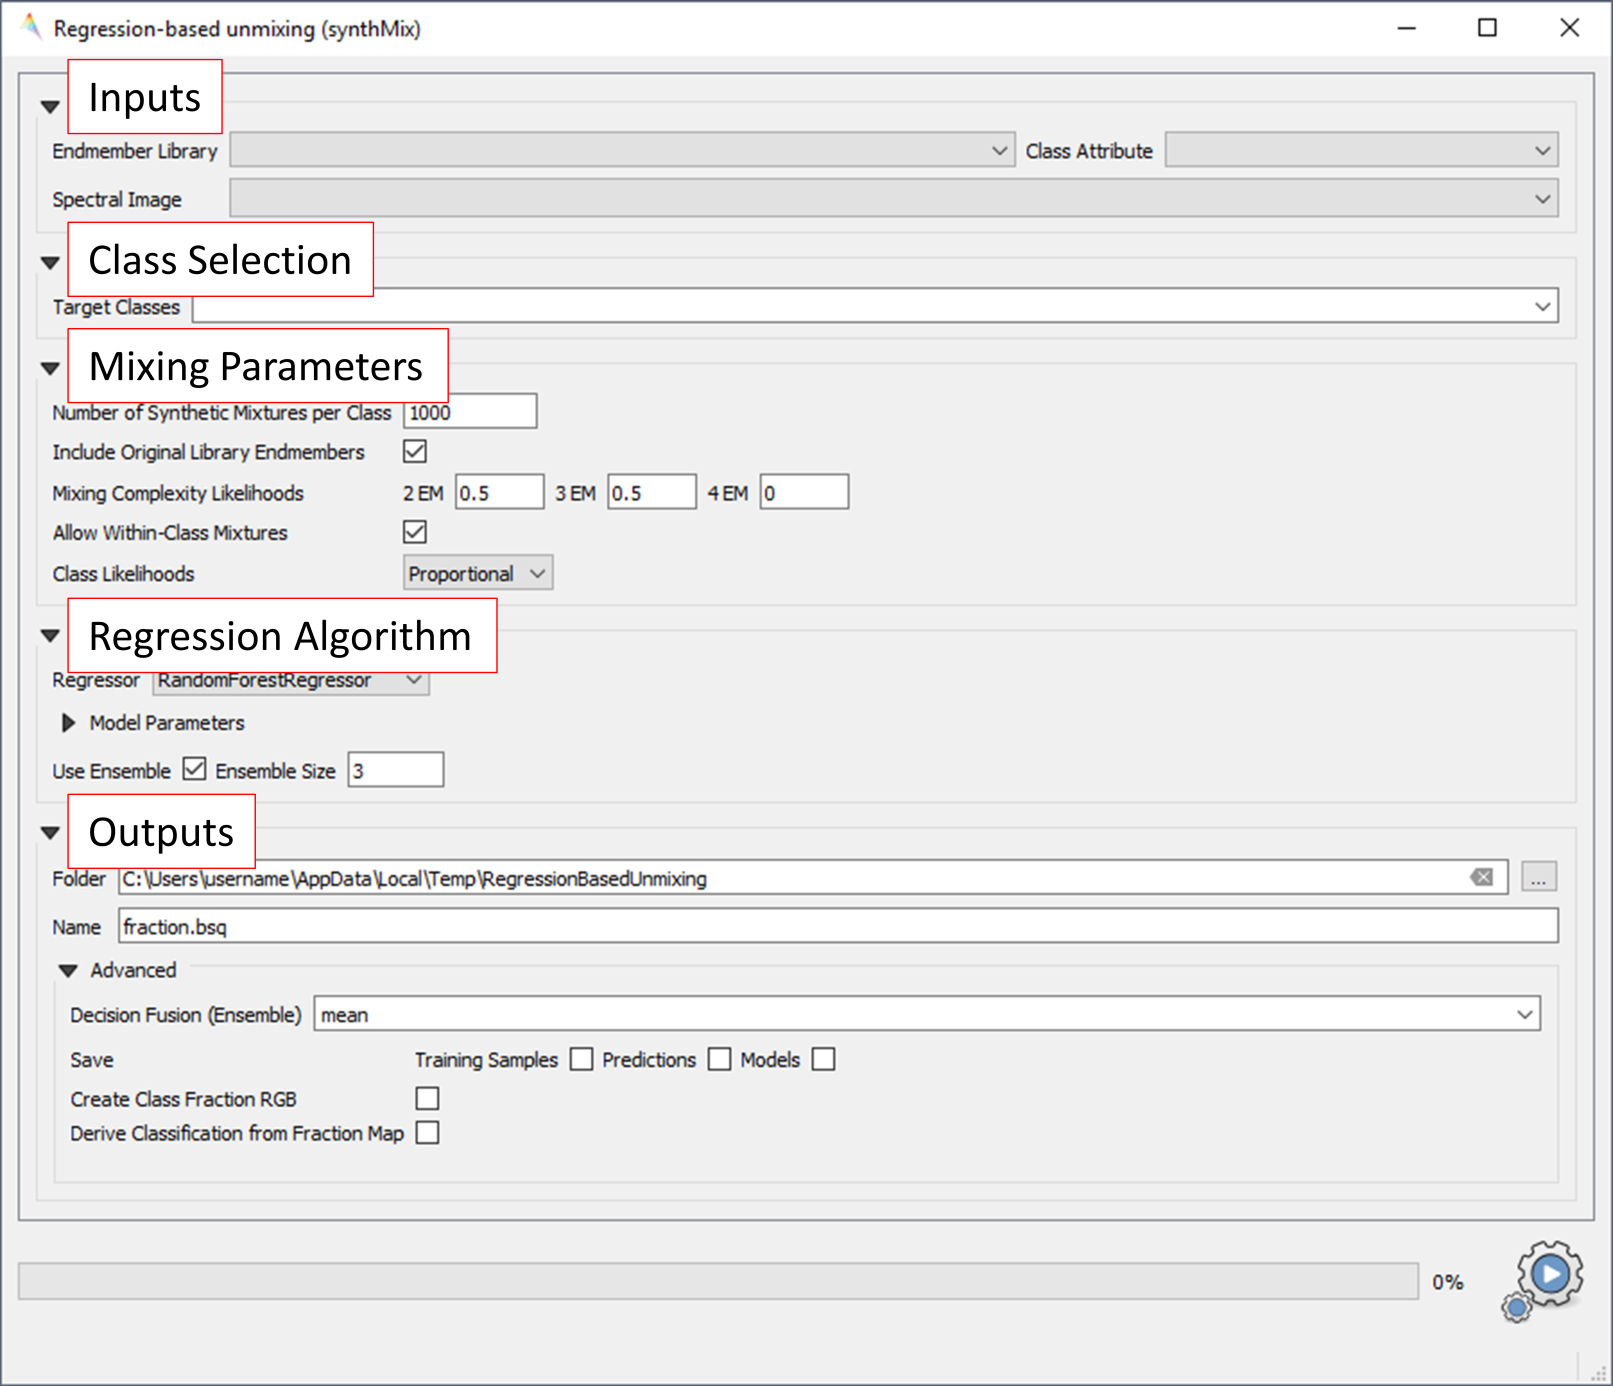 Regression-based unmixing (synthMix)
Inputs
Endmember Library Class Attribute
Spectral Image
Class Selection
Target Classes
Mixing Parameters
Number of Synthetic Mixtures per Class 1000
Include Original Library Endmembers
Mixing Complexity Likelihoods 2 EM 0.5 3 EM 0.5 4 EM 0
Allow Within-Class Mixtures
Class Likelihoods Proportional
Regression Algorithm
Regressor RandomForestRegressor
Model Parameters
Use Ensemble Ensemble Size 3
Outputs
Folder C:\Users\username\AppData\Local\Temp\RegressionBasedUnmixing ...
Name fraction.bsq
Advanced
Decision Fusion (Ensemble) mean
Save Training Samples Predictions Models
Create Class Fraction RGB
Derive Classification from Fraction Map
0%